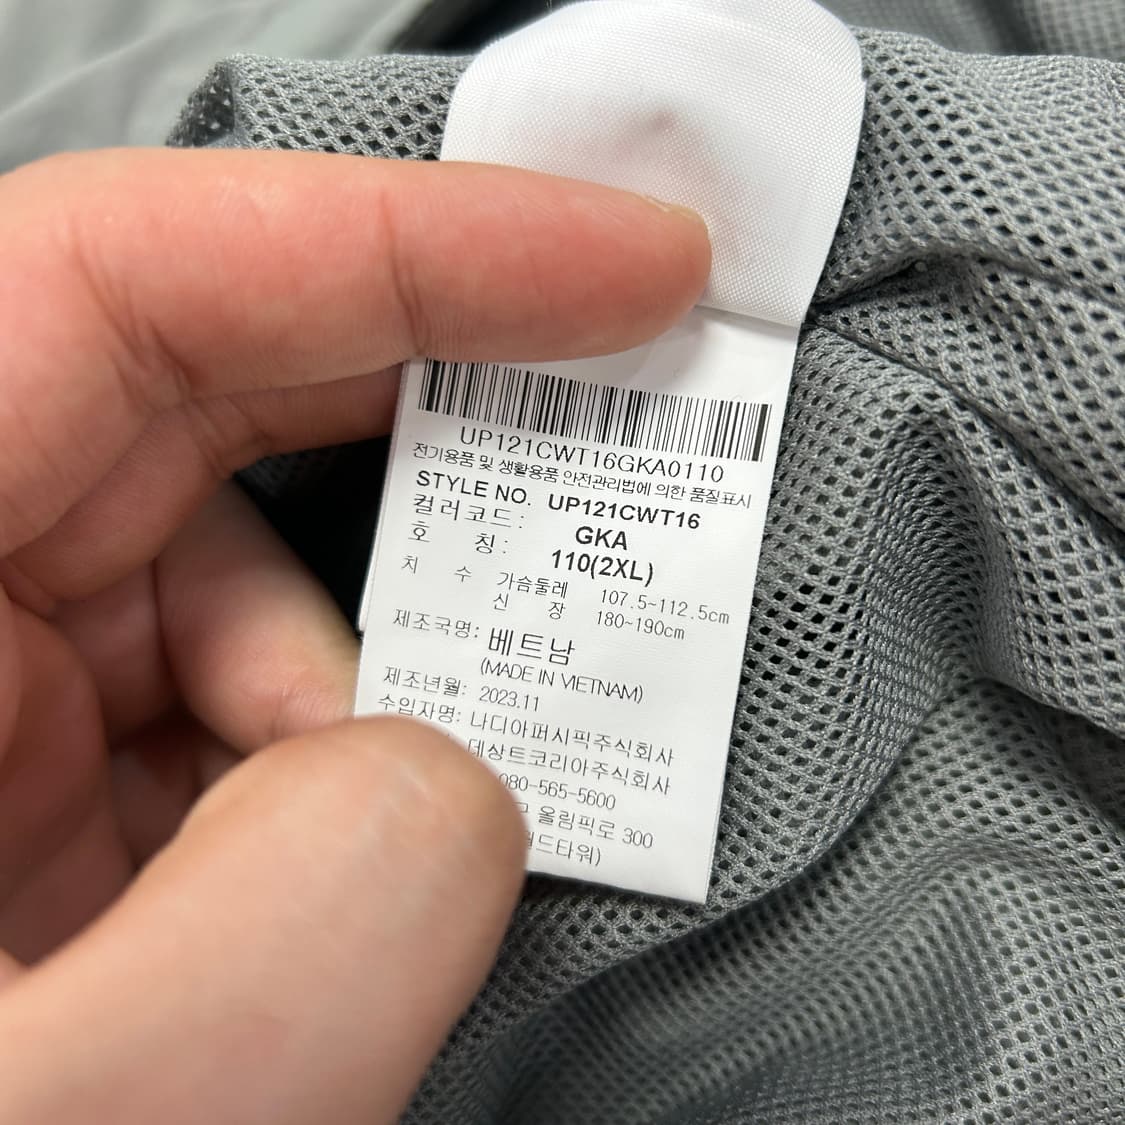 UP121CWT16GKA0110
전기용품 및 생활용품 안전관리법에 의한 품질표시
STYLE NO. UP121CWT16
컬러코드: GKA
호 칭: 110(2XL)
치 수 가슴둘레 107.5~112.5cm
신 장 180~190cm
제조국명: 베트남
(MADE IN VIETNAM)
제조년월: 2023.11
수입자명: 나디아퍼시픽주식회사
데상트코리아주식회사
080-565-5600
올림픽로 300
월드타워)